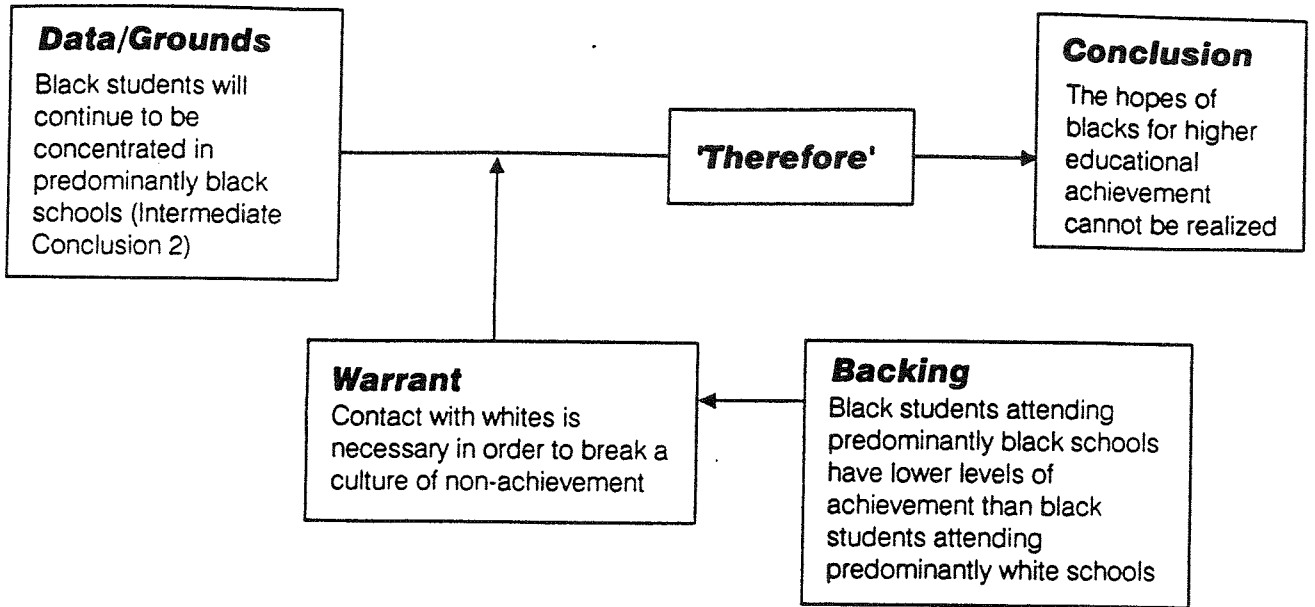 Data/Grounds
Black students will
continue to be
concentrated in
predominantly black
schools (Intermediate
Conclusion 2)
'Therefore'
Conclusion
The hopes of
blacks for higher
educational
achievement
cannot be realized
Warrant
Contact with whites is
necessary in order to break a
culture of non-achievement
Backing
Black students attending
predominantly black schools
have lower levels of
achievement than black
students attending
predominantly white schools